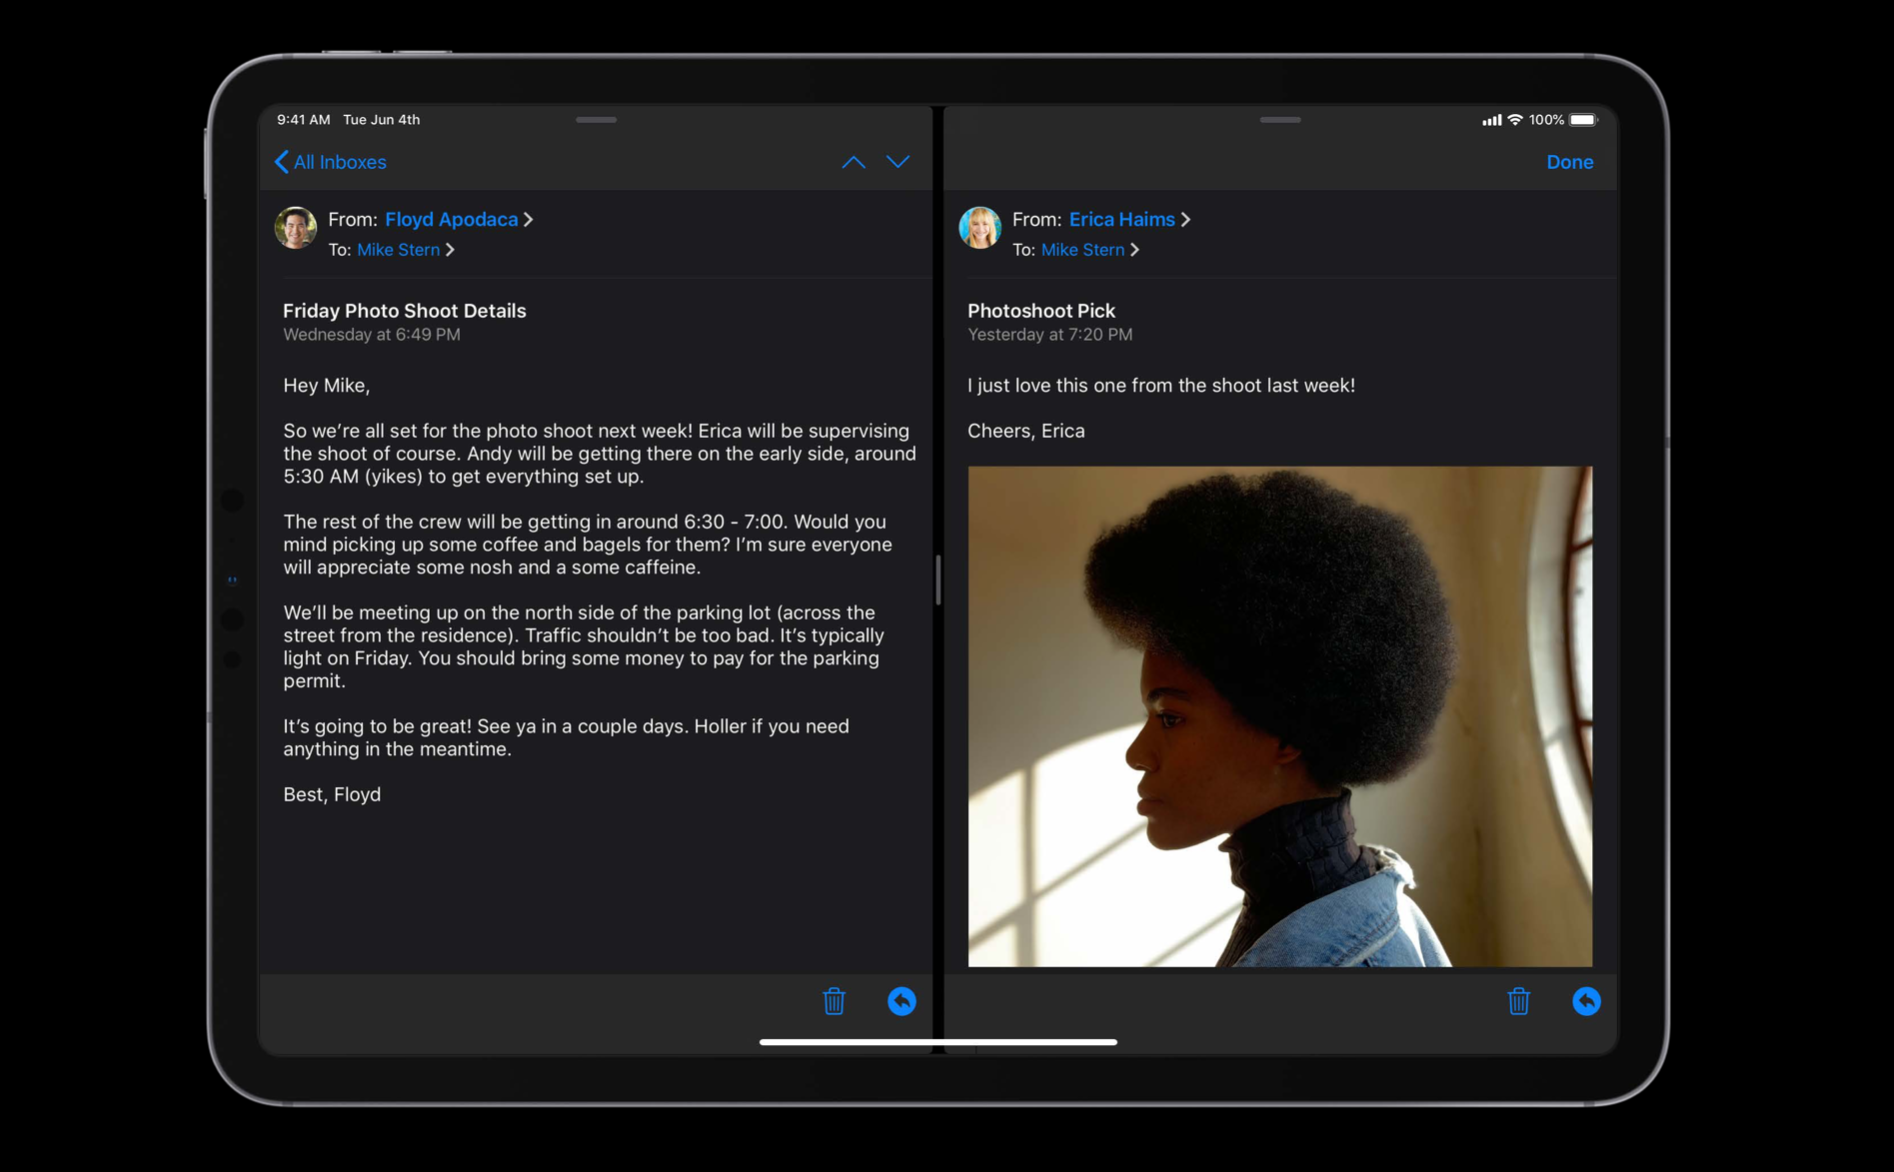 9:41 AM Tue Jun 4th
100%
All Inboxes
From: Floyd Apodaca
To: Mike Stern
Friday Photo Shoot Details
Wednesday at 6:49 PM
Hey Mike,
So we're all set for the photo shoot next week! Erica will be supervising
the shoot of course. Andy will be getting there on the early side, around
5:30 AM (yikes) to get everything set up.
The rest of the crew will be getting in around 6:30 - 7:00. Would you
mind picking up some coffee and bagels for them? I'm sure everyone
will appreciate some nosh and a some caffeine.
We'll be meeting up on the north side of the parking lot (across the
street from the residence). Traffic shouldn't be too bad. It's typically
light on Friday. You should bring some money to pay for the parking
permit.
It's going to be great! See ya in a couple days. Holler if you need
anything in the meantime.
Best, Floyd
Done
From: Erica Haims
To: Mike Stern
Photoshoot Pick
Yesterday at 7:20 PM
I just love this one from the shoot last week!
Cheers, Erica